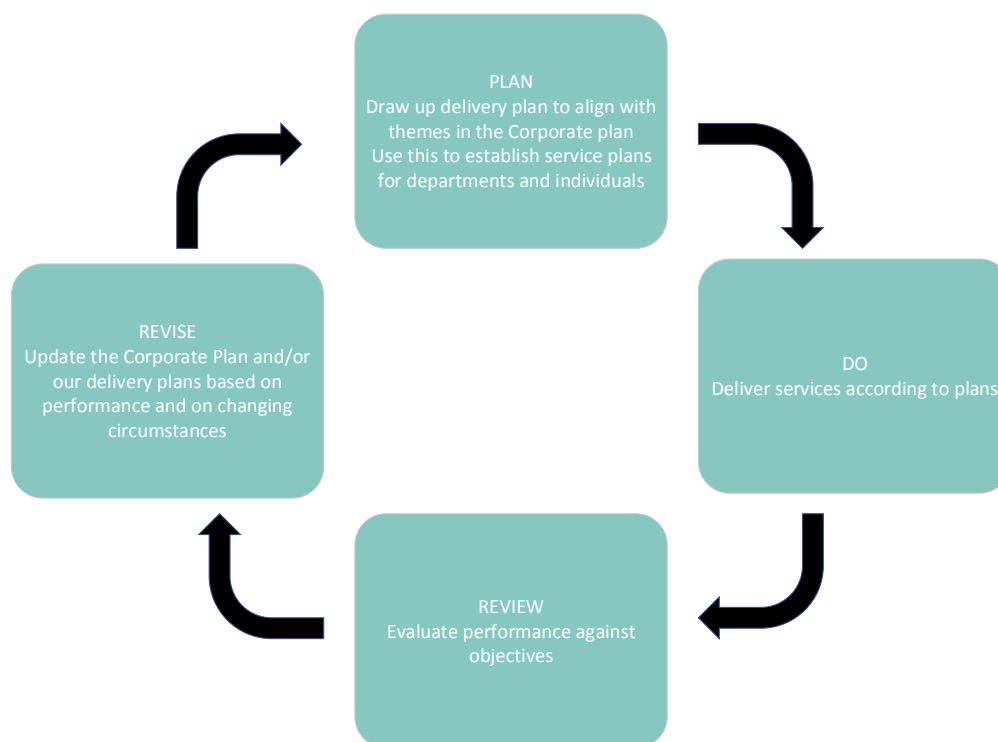 PLAN
Draw up delivery plan to align with
themes in the Corporate plan
Use this to establish service plans
for departments and individuals
DO
Deliver services according to plans
REVIEW
Evaluate performance against
objectives
REVISE
Update the Corporate Plan and/or
our delivery plans based on
performance and on changing
circumstances